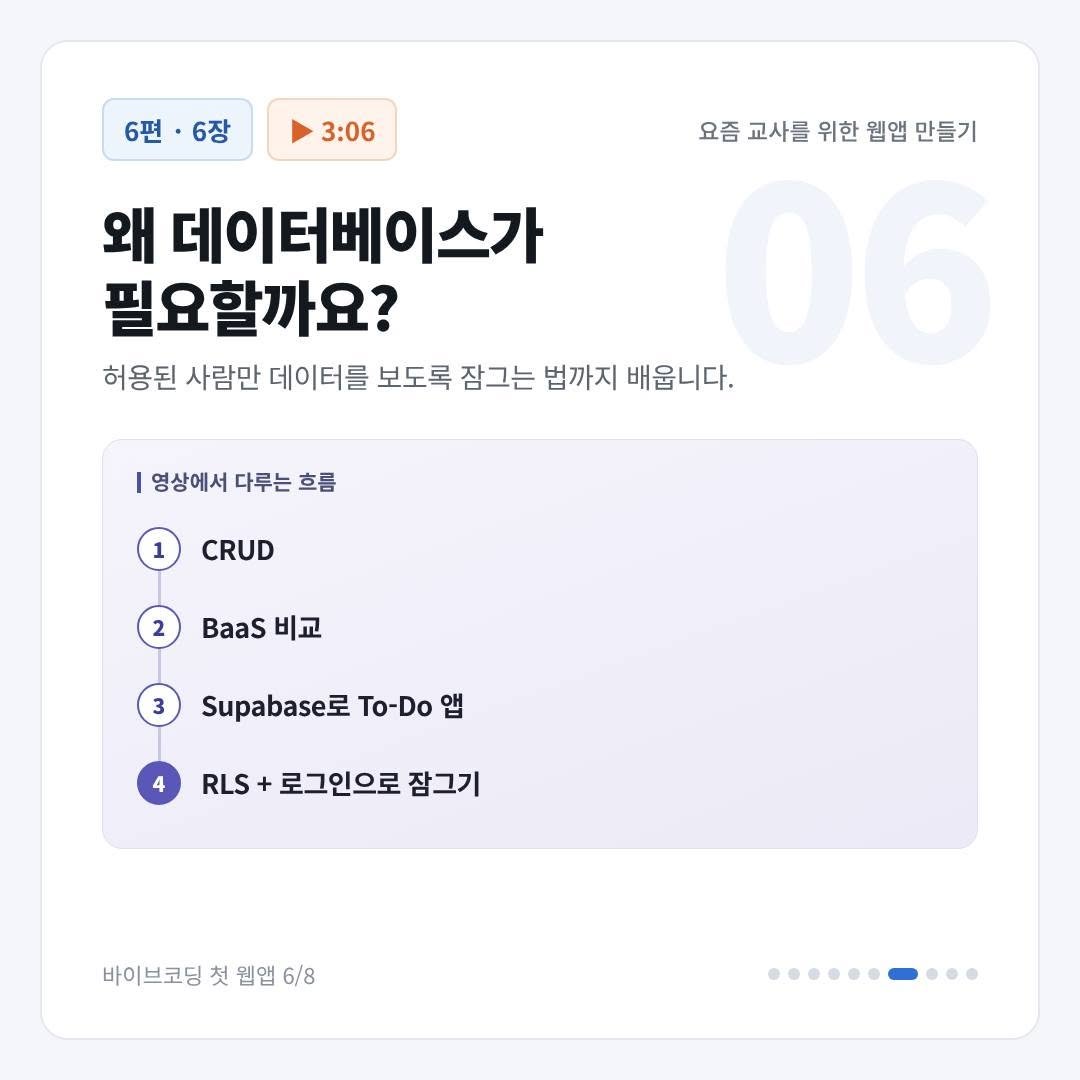 6편 · 6장
▶ 3:06
요즘 교사를 위한 웹앱 만들기
06
왜 데이터베이스가
필요할까요?
허용된 사람만 데이터를 보도록 잠그는 법까지 배웁니다.
영상에서 다루는 흐름
1 CRUD
2 BaaS 비교
3 Supabase로 To-Do 앱
4 RLS + 로그인으로 잠그기
바이브코딩 첫 웹앱 6/8